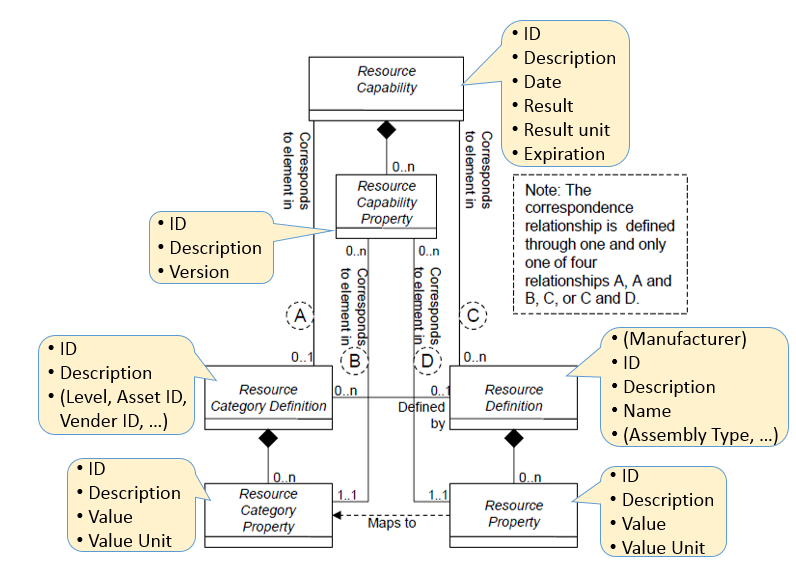 • ID
• Description
• Date
• Result
• Result unit
• Expiration
Resource
Capability
Corresponds
to element in
Corresponds
to element in
0..n
Resource
Capability
Property
• ID
• Description
• Version
Note: The
correspondence
relationship is defined
through one and only
one of four
relationships A, A and
B, C, or C and D.
0..n
0..n
Corresponds
to element in
Corresponds
to element in
A
B
D
C
0..1
0..n
• ID
• Description
• (Level, Asset ID,
Vender ID, ...)
Resource
Category Definition
0..n
0..1
Defined
by
Resource
Definition
• (Manufacturer)
• ID
• Description
• Name
• (Assembly Type, ...)
0..n
0..n
• ID
• Description
• Value
• Value Unit
Resource
Category
Property
1..1
1..1
Maps to
Resource
Property
• ID
• Description
• Value
• Value Unit